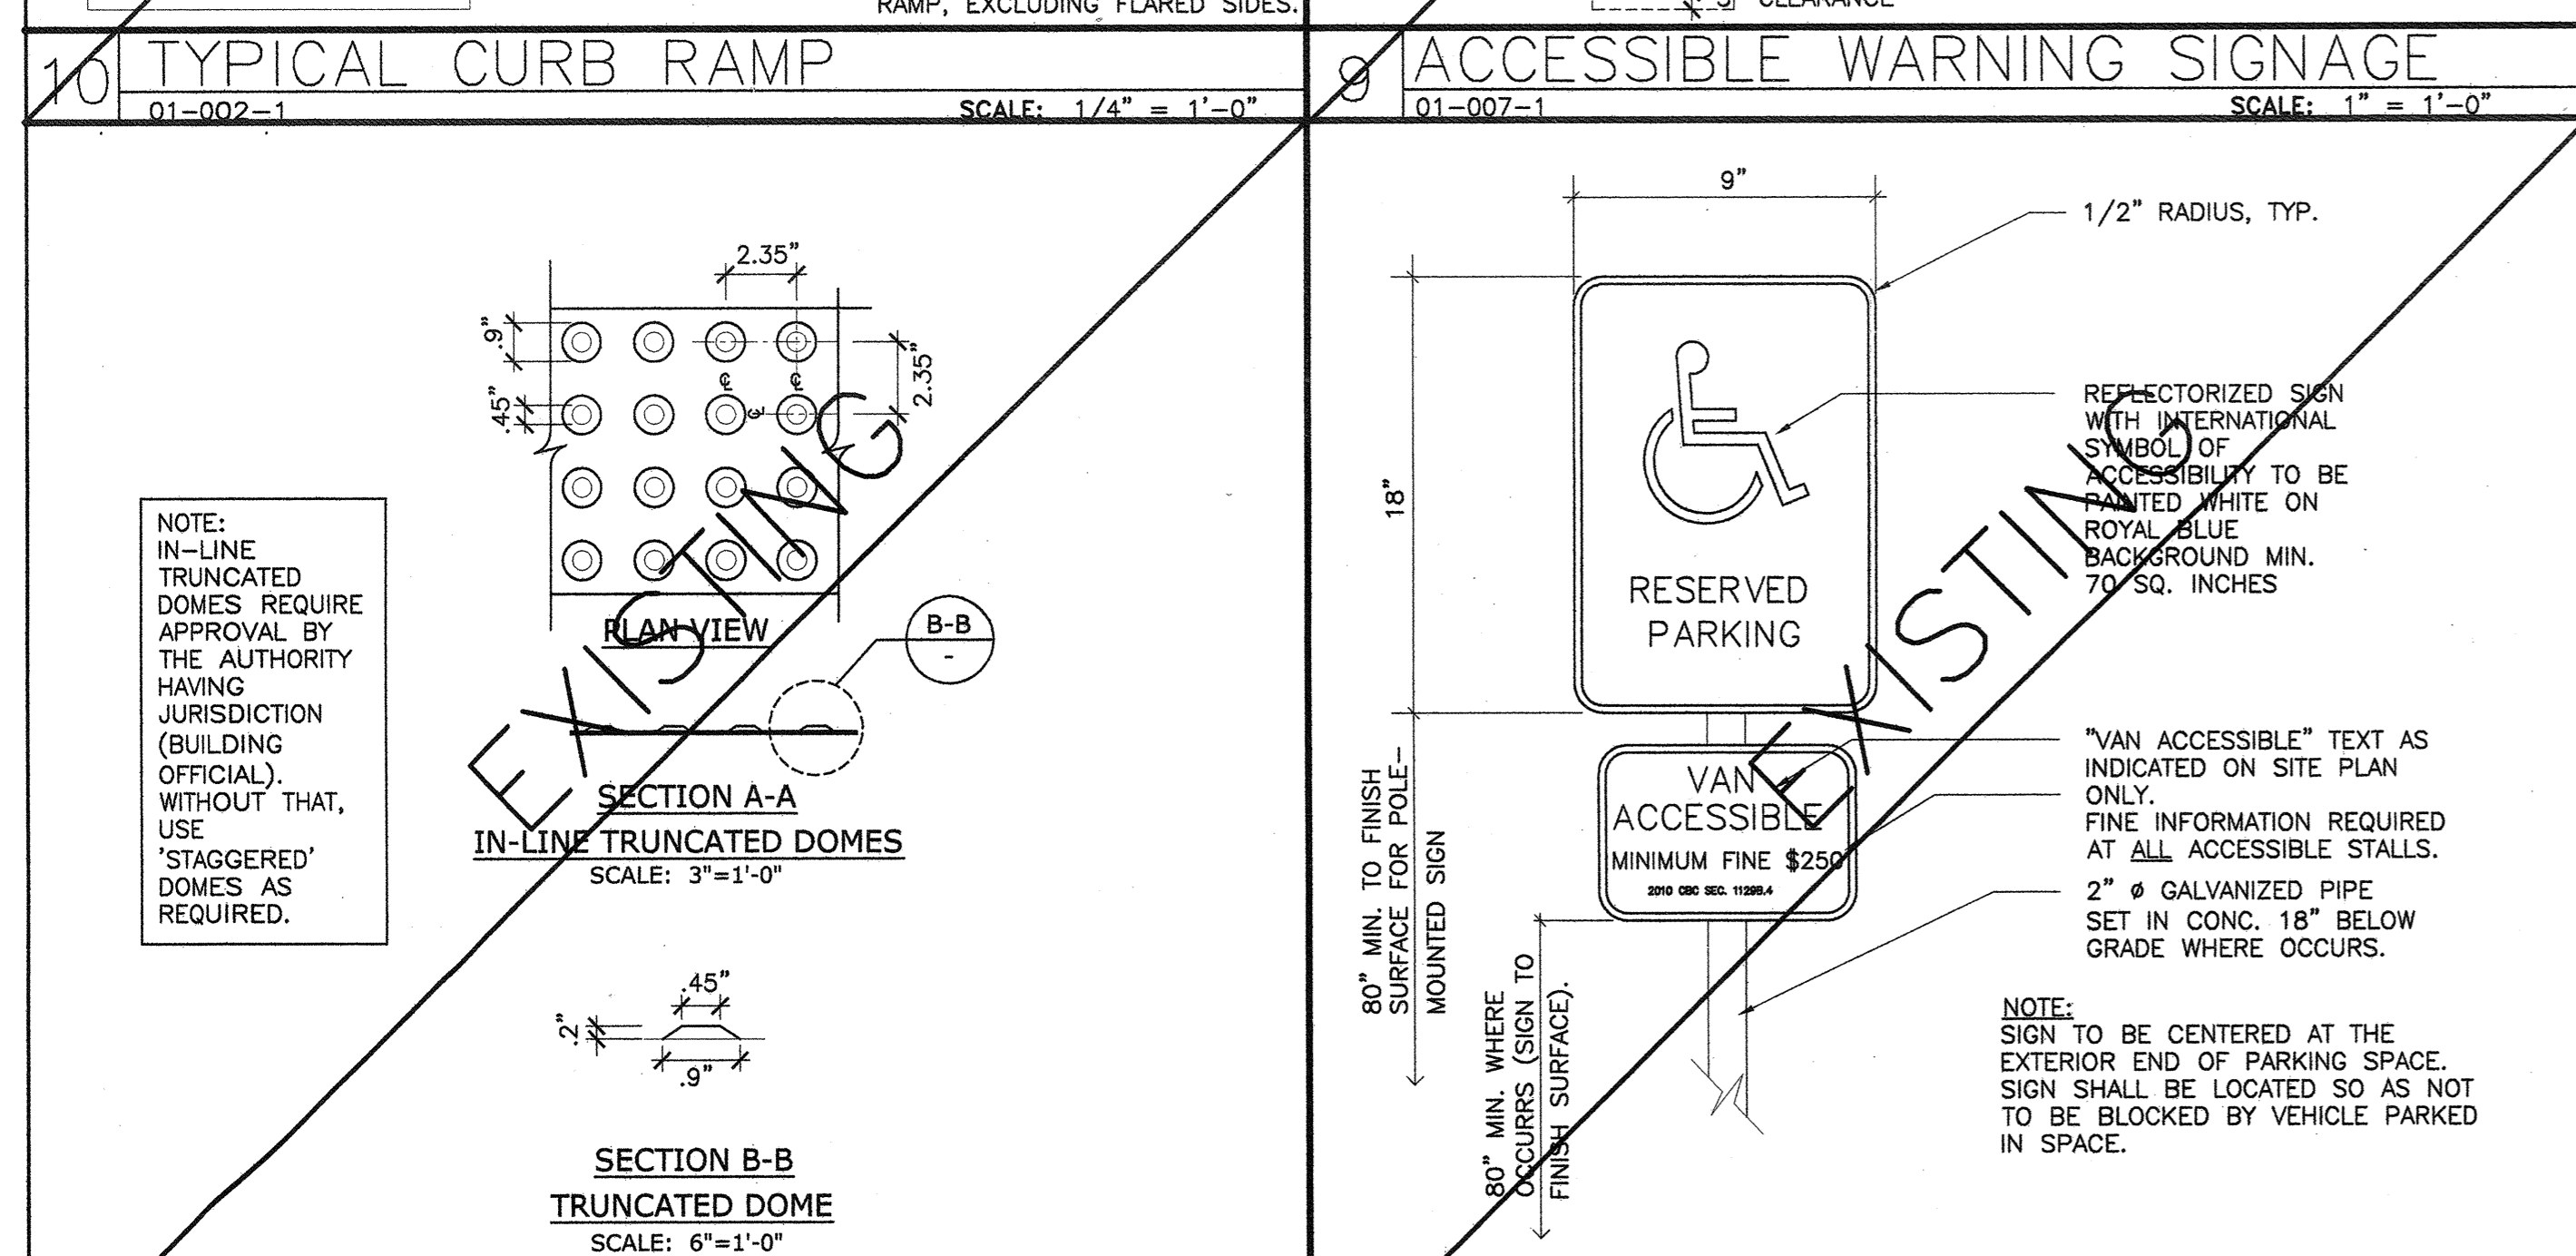 RAMP, EXCLUDING FLARED SIDES.
CLEARANCE
10 TYPICAL CURB RAMP
01-002-1 SCALE: 1/4" = 1'-0"
9 ACCESSIBLE WARNING SIGNAGE
01-007-1 SCALE: 1" = 1'-0"
2.35"
.9"
2.35"
.45"
℄ ℄
℄
NOTE:
IN-LINE
TRUNCATED
DOMES REQUIRE
APPROVAL BY
THE AUTHORITY
HAVING
JURISDICTION
(BUILDING
OFFICIAL).
WITHOUT THAT,
USE
'STAGGERED'
DOMES AS
REQUIRED.
EXISTING
PLAN VIEW
B-B
-
SECTION A-A
IN-LINE TRUNCATED DOMES
SCALE: 3"=1'-0"
.45"
.2"
.9"
SECTION B-B
TRUNCATED DOME
SCALE: 6"=1'-0"
9"
1/2" RADIUS, TYP.
18"
REFLECTORIZED SIGN
WITH INTERNATIONAL
SYMBOL OF
ACCESSIBILITY TO BE
PAINTED WHITE ON
ROYAL BLUE
BACKGROUND MIN.
70 SQ. INCHES
RESERVED
PARKING
EXISTING
VAN
ACCESSIBLE
MINIMUM FINE $250
2010 CBC SEC. 1129B.4
"VAN ACCESSIBLE" TEXT AS
INDICATED ON SITE PLAN
ONLY.
FINE INFORMATION REQUIRED
AT ALL ACCESSIBLE STALLS.
2" ø GALVANIZED PIPE
SET IN CONC. 18" BELOW
GRADE WHERE OCCURS.
80" MIN. TO FINISH
SURFACE FOR POLE-
MOUNTED SIGN
80" MIN. WHERE
OCCURRS (SIGN TO
FINISH SURFACE).
NOTE:
SIGN TO BE CENTERED AT THE
EXTERIOR END OF PARKING SPACE.
SIGN SHALL BE LOCATED SO AS NOT
TO BE BLOCKED BY VEHICLE PARKED
IN SPACE.